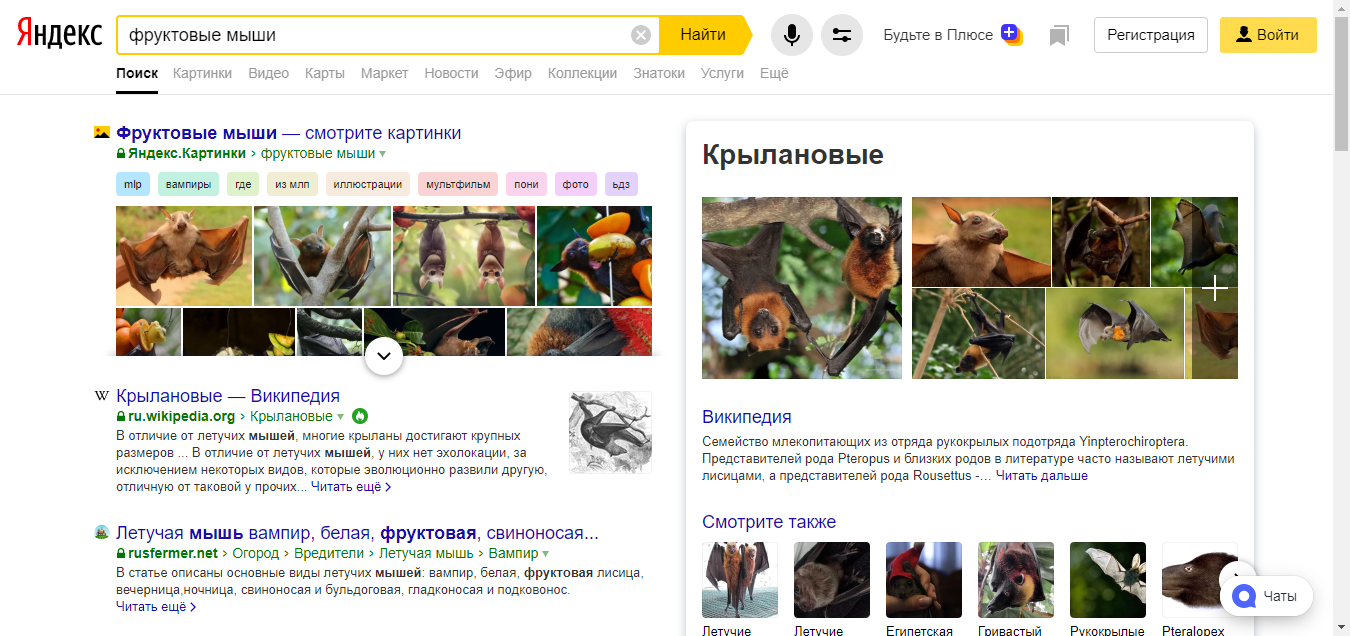 Яндекс
фруктовые мыши
Найти
Будьте в Плюсе
Регистрация
Войти
Поиск Картинки Видео Карты Маркет Новости Эфир Коллекции Знатоки Услуги Ещё
Фруктовые мыши — смотрите картинки
Яндекс.Картинки › фруктовые мыши
mlp вампиры где из млп иллюстрации мультфильм пони фото ьдз
Крылановые — Википедия
ru.wikipedia.org › Крылановые
В отличие от летучих мышей, многие крыланы достигают крупных
размеров ... В отличие от летучих мышей, у них нет эхолокации, за
исключением некоторых видов, которые эволюционно развили другую,
отличную от таковой у прочих... Читать ещё >
Летучая мышь вампир, белая, фруктовая, свиноносая...
rusfermer.net › Огород › Вредители › Летучая мышь › Вампир
В статье описаны основные виды летучих мышей: вампир, белая, фруктовая лисица,
вечерница,ночница, свиноносая и бульдоговая, гладконосая и подковонос.
Читать ещё >
Крылановые
Википедия
Семейство млекопитающих из отряда рукокрылых подотряда Yinpterochiroptera.
Представителей рода Pteropus и близких родов в литературе часто называют летучими
лисицами, а представителей рода Rousettus -... Читать дальше
Смотрите также
Летучие Летучие Египетская Гривастый Рукокрылые Pteralopex
Чаты